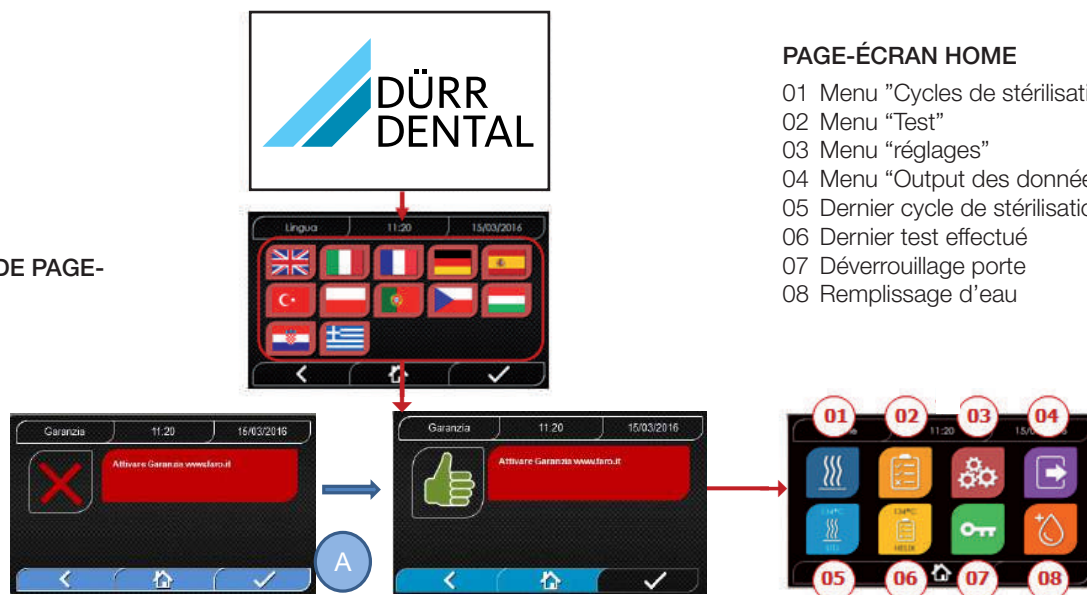 DÜRR
DENTAL
PAGE-ÉCRAN HOME
01 Menu ”Cycles de stérilisati
02 Menu “Test”
03 Menu “réglages”
04 Menu “Output des donnée
05 Dernier cycle de stérilisatio
06 Dernier test effectué
07 Déverrouillage porte
08 Remplissage d’eau
DE PAGE-
Lingua 11:20 15/03/2016
Garanzia 11:20 15/03/2016
Attivare Garanzia www.faro.it
A
Garanzia 11:20 15/03/2016
Attivare Garanzia www.faro.it
01 02 03 04
11:20
134°C 134°C
HELIX
05 06 07 08